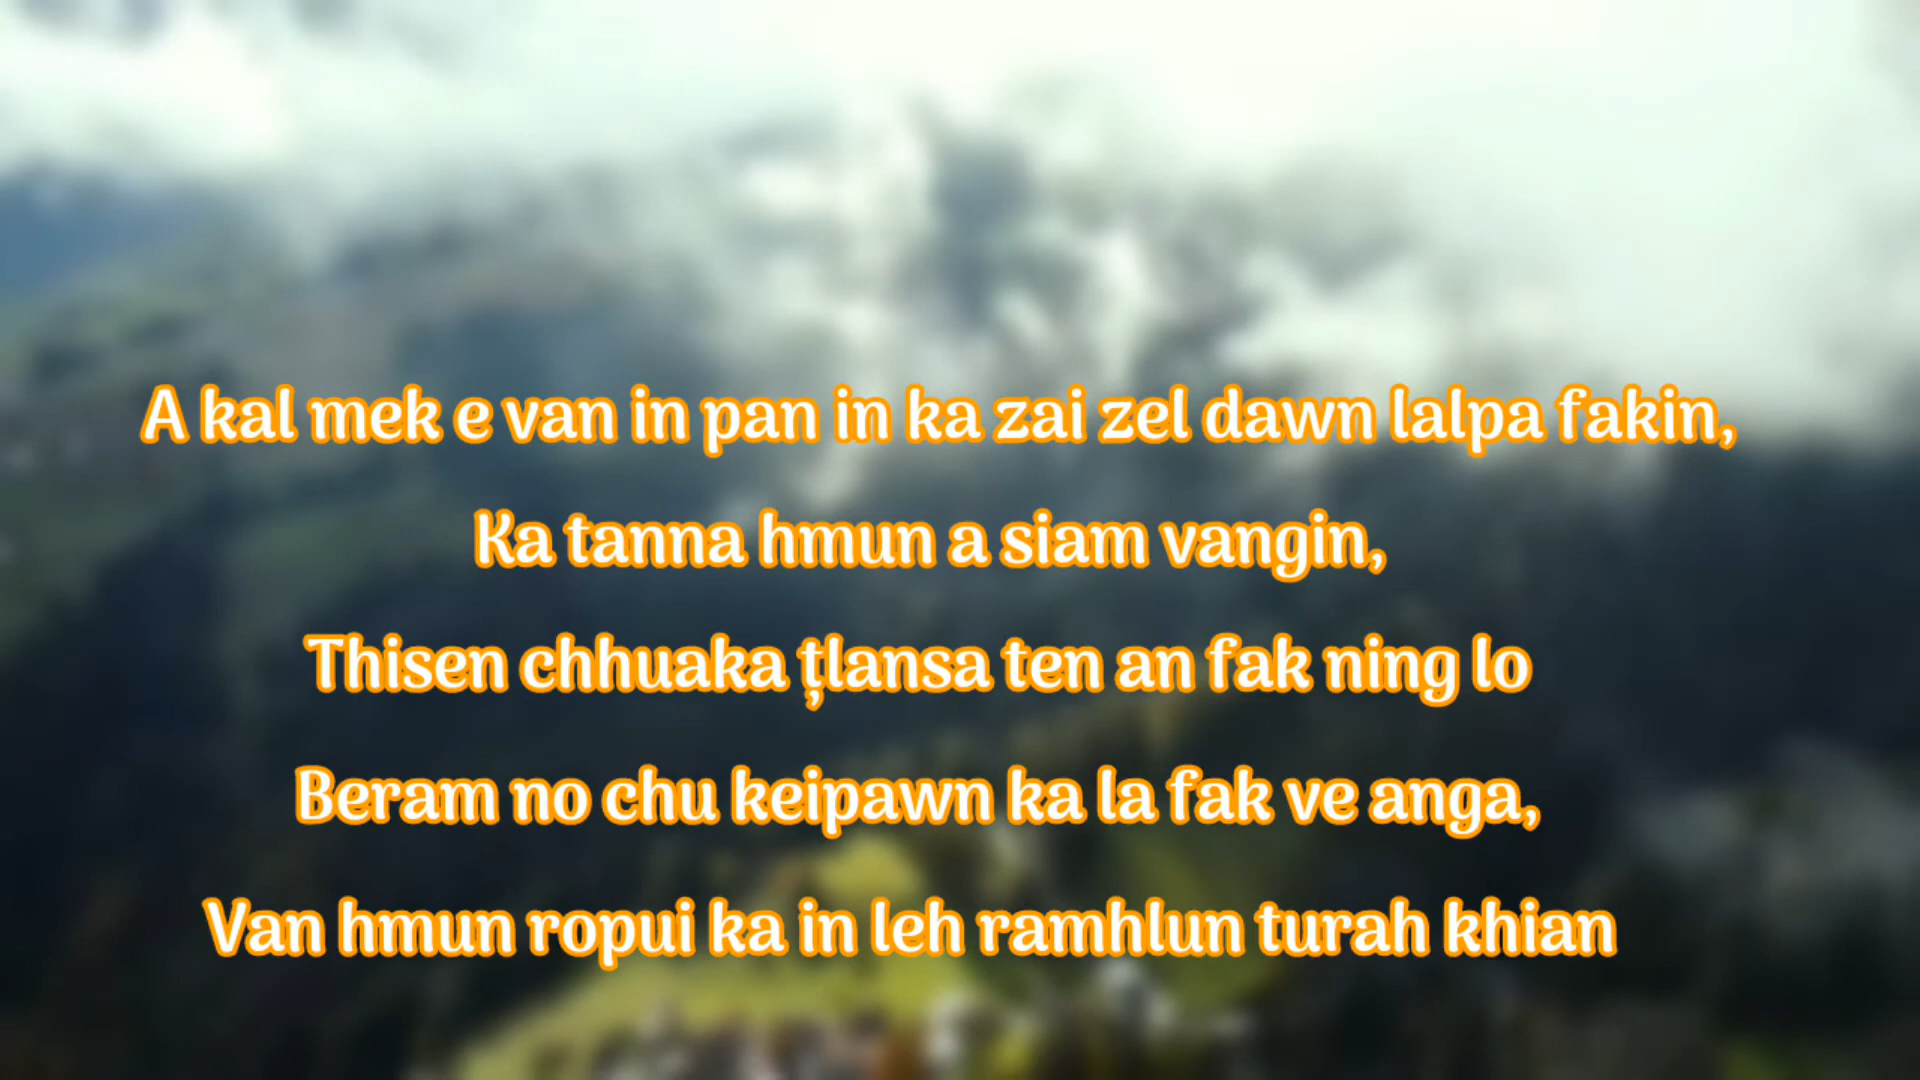 A kal mek e van in pan in ka zai zel dawn lalpa fakin,
Ka tanna hmun a siam vangin,
Thisen chhuaka țlansa ten an fak ning lo
Beram no chu keipawn ka la fak ve anga,
Van hmun ropui ka in leh ramhlun turah khian